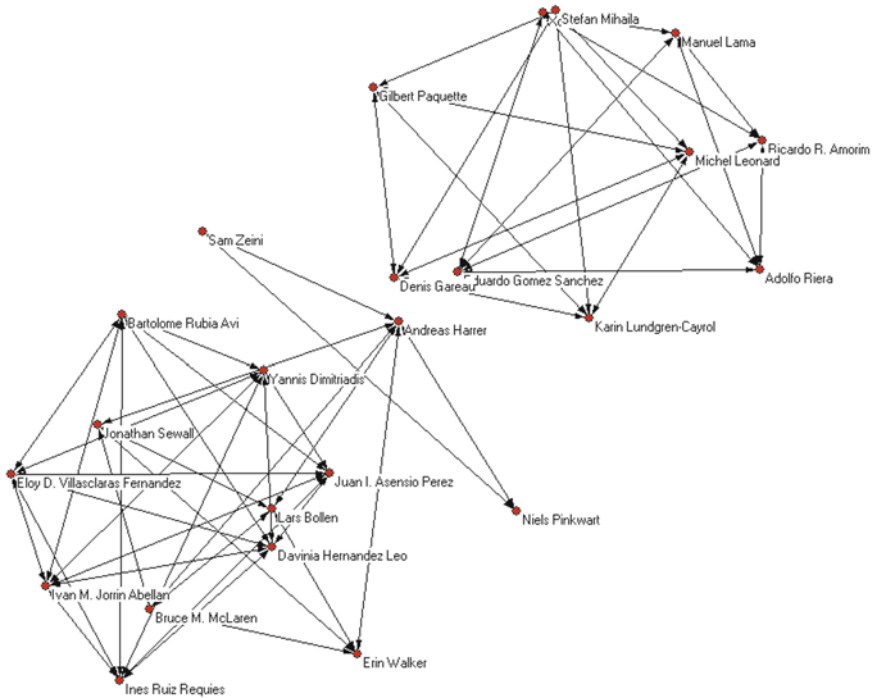 Stefan Mihaila
Manuel Lama
Gilbert Paquette
Ricardo R. Amorim
Michel Leonard
Sam Zeini
Denis Gareau
Eduardo Gomez Sanchez
Adolfo Riera
Bartolome Rubia Avi
Andreas Harrer
Karin Lundgren-Cayrol
Yannis Dimitriadis
Jonathan Sewall
Eloy D. Villasclaras Fernandez
Juan I. Asensio Perez
Lars Bollen
Niels Pinkwart
Davinia Hernandez Leo
Ivan M. Jorrin Abellan
Bruce M. McLaren
Erin Walker
Ines Ruiz Requies